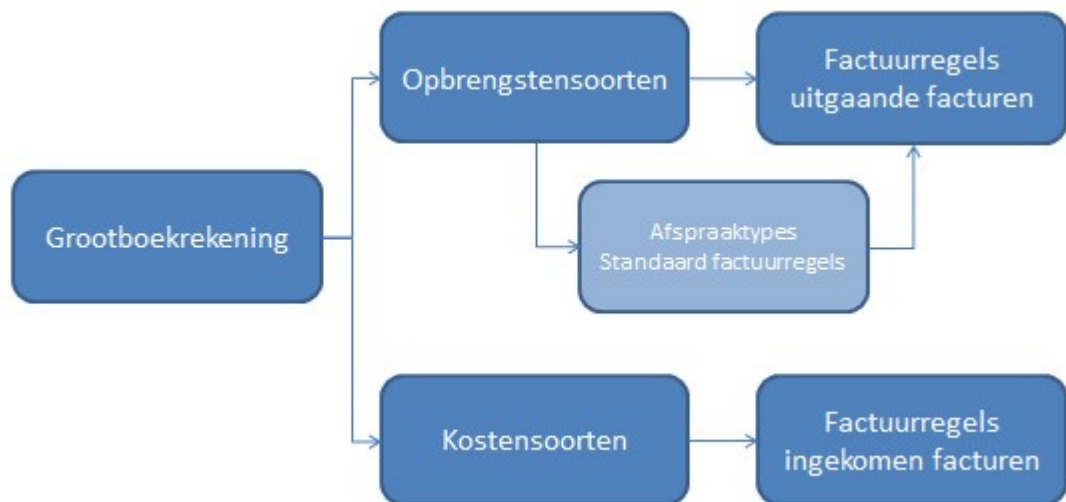 Opbrengstensoorten
Factuurregels
uitgaande facturen
Grootboekrekening
Afspraaktypes
Standaard factuurregels
Kostensoorten
Factuurregels
ingekomen facturen